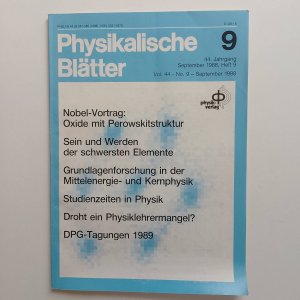 Physikalische
Blätter
9
44. Jahrgang
September 1988, Heft 9
Vol. 44 - No. 9 - September 1988
physik
verlag
Nobel-Vortrag:
Oxide mit Perowskitstruktur
Sein und Werden
der schwersten Elemente
Grundlagenforschung in der
Mittelenergie- und Kernphysik
Studienzeiten in Physik
Droht ein Physiklehrermangel?
DPG-Tagungen 1989